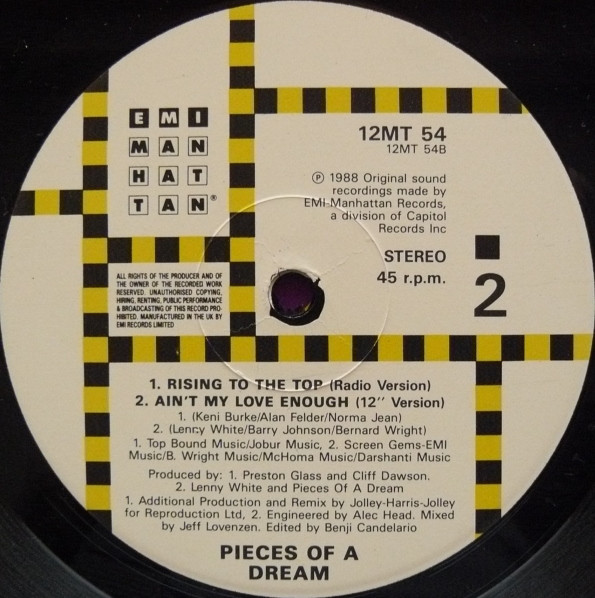 EMI
MAN
HAT
TAN®
12MT 54
12MT 54B
Ⓟ 1988 Original sound
recordings made by
EMI-Manhattan Records,
a division of Capitol
Records Inc
STEREO
45 r.p.m.
2
ALL RIGHTS OF THE PRODUCER AND OF
THE OWNER OF THE RECORDED WORK
RESERVED. UNAUTHORISED COPYING,
HIRING, RENTING, PUBLIC PERFORMANCE
& BROADCASTING OF THIS RECORD PRO-
HIBITED. MANUFACTURED IN THE UK BY
EMI RECORDS LIMITED
1. RISING TO THE TOP (Radio Version)
2. AIN'T MY LOVE ENOUGH (12'' Version)
1. (Keni Burke/Alan Felder/Norma Jean)
2. (Lency White/Barry Johnson/Bernard Wright)
1. Top Bound Music/Jobur Music, 2. Screen Gems-EMI
Music/B. Wright Music/McHoma Music/Darshanti Music
Produced by: 1. Preston Glass and Cliff Dawson.
2. Lenny White and Pieces Of A Dream
1. Additional Production and Remix by Jolley-Harris-Jolley
for Reproduction Ltd, 2. Engineered by Alec Head. Mixed
by Jeff Lovenzen. Edited by Benji Candelario
PIECES OF A
DREAM